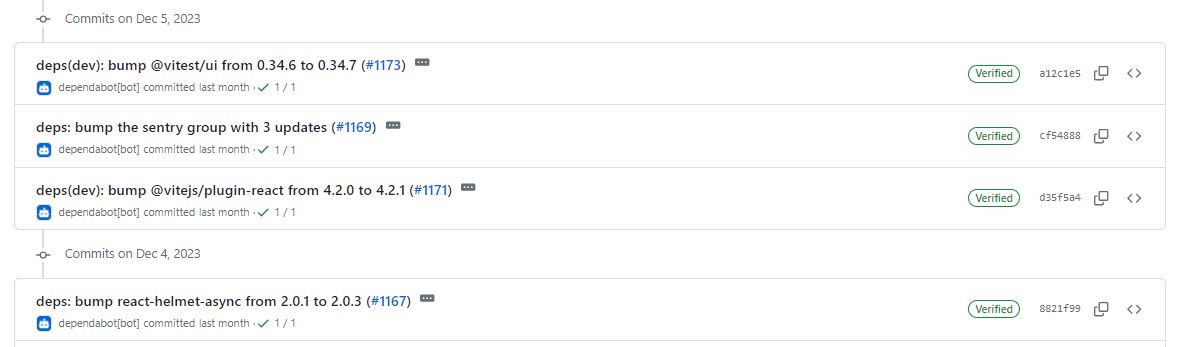 Commits on Dec 5, 2023
deps(dev): bump @vitest/ui from 0.34.6 to 0.34.7 (#1173)
dependabot[bot] committed last month · 1 / 1
Verified a12c1e5
deps: bump the sentry group with 3 updates (#1169)
dependabot[bot] committed last month · 1 / 1
Verified cf54888
deps(dev): bump @vitejs/plugin-react from 4.2.0 to 4.2.1 (#1171)
dependabot[bot] committed last month · 1 / 1
Verified d35f5a4
Commits on Dec 4, 2023
deps: bump react-helmet-async from 2.0.1 to 2.0.3 (#1167)
dependabot[bot] committed last month · 1 / 1
Verified 8821f99